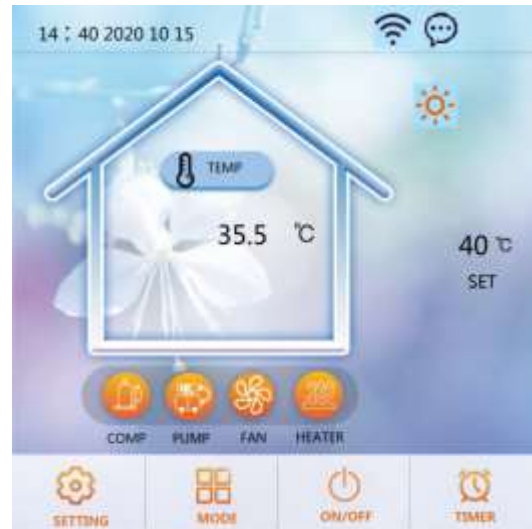 14：40 2020 10 15
TEMP
35.5 ℃
40 ℃
SET
COMP PUMP FAN HEATER
SETTING MODE ON/OFF TIMER